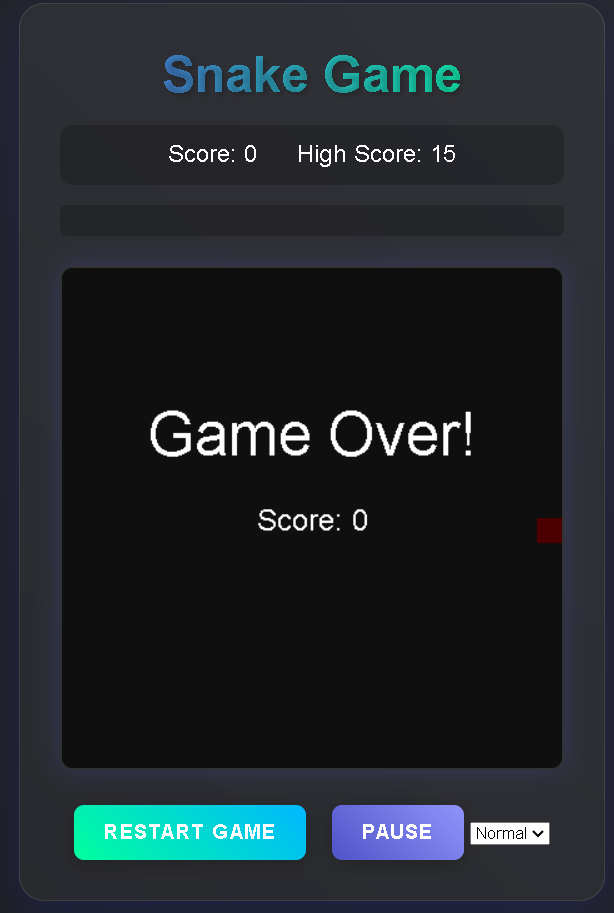 Snake Game
Score: 0 High Score: 15
Game Over!
Score: 0
RESTART GAME PAUSE Normal